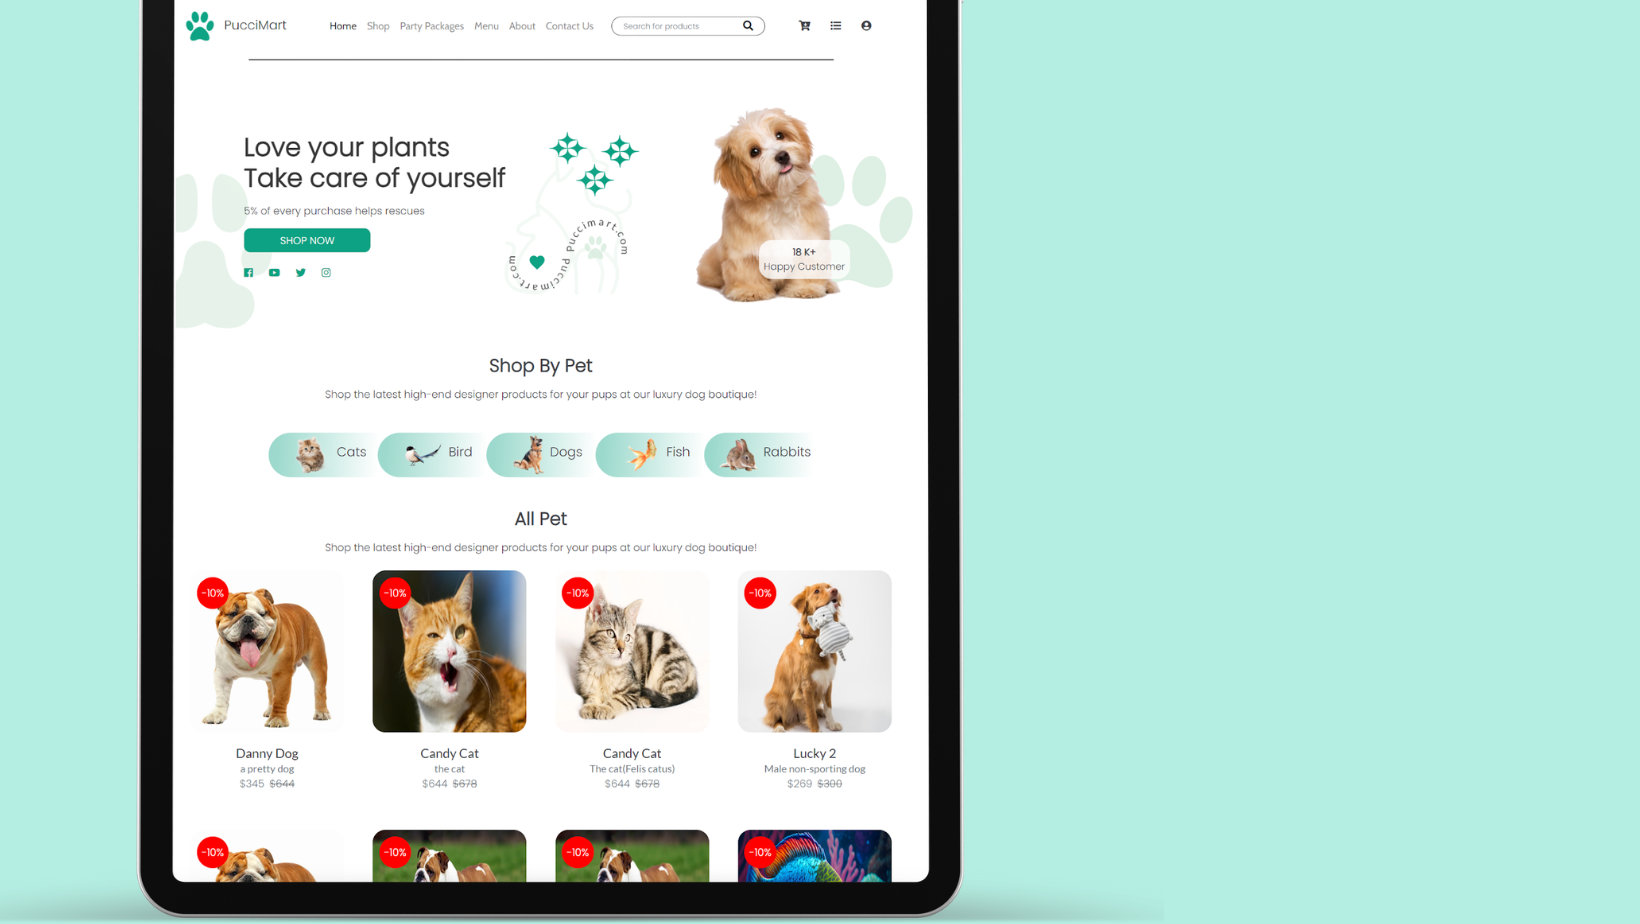 PucciMart
Home Shop Party Packages Menu About Contact Us
Search for products
Love your plants
Take care of yourself
5% of every purchase helps rescues
SHOP NOW
Puccimart.com Puccimart.com
18 K+
Happy Customer
Shop By Pet
Shop the latest high-end designer products for your pups at our luxury dog boutique!
Cats Bird Dogs Fish Rabbits
All Pet
Shop the latest high-end designer products for your pups at our luxury dog boutique!
-10% -10% -10% -10%
Danny Dog Candy Cat Candy Cat Lucky 2
a pretty dog the cat The cat(Felis catus) Male non-sporting dog
$345 $644 $644 $678 $644 $678 $269 $300
-10% -10% -10% -10%